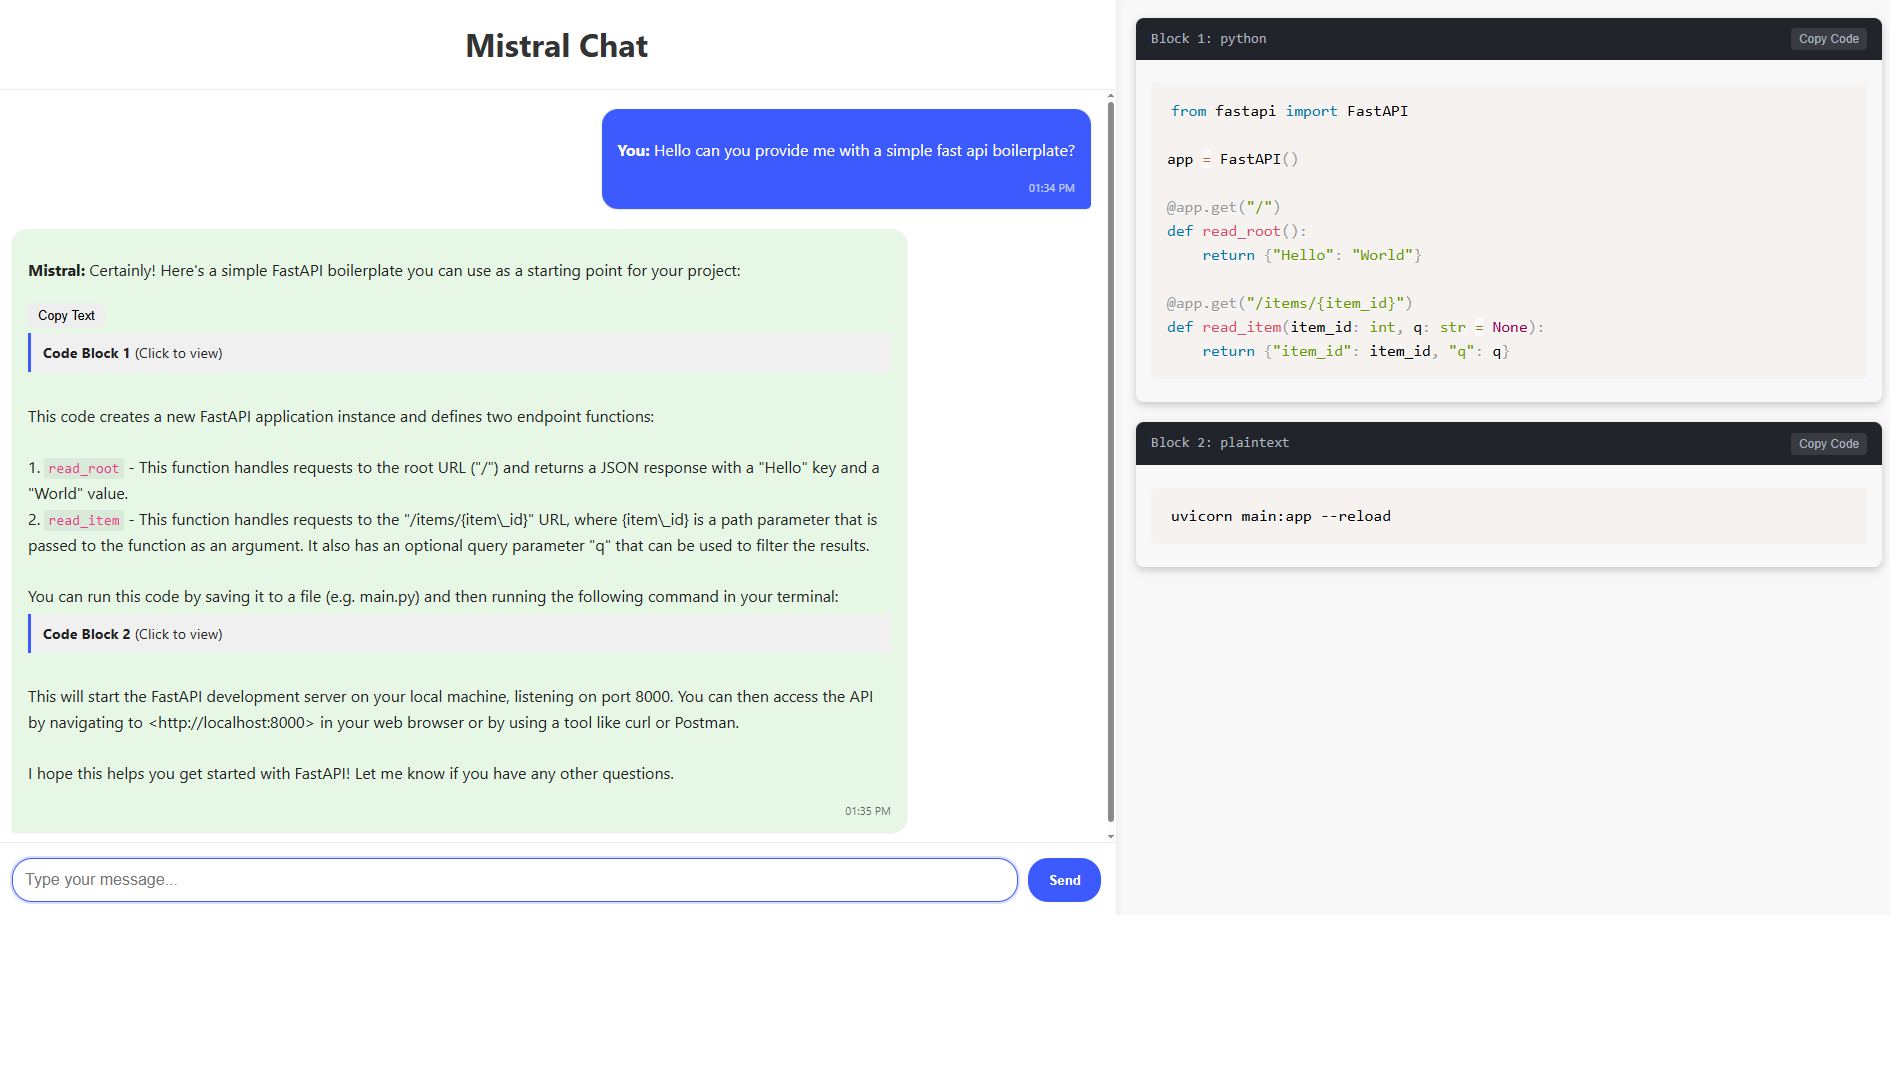 Mistral Chat
You: Hello can you provide me with a simple fast api boilerplate?
01:34 PM
Mistral: Certainly! Here's a simple FastAPI boilerplate you can use as a starting point for your project:
Copy Text
Code Block 1 (Click to view)
This code creates a new FastAPI application instance and defines two endpoint functions:
1. read_root - This function handles requests to the root URL ("/") and returns a JSON response with a "Hello" key and a
"World" value.
2. read_item - This function handles requests to the "/items/{item\_id}" URL, where {item\_id} is a path parameter that is
passed to the function as an argument. It also has an optional query parameter "q" that can be used to filter the results.
You can run this code by saving it to a file (e.g. main.py) and then running the following command in your terminal:
Code Block 2 (Click to view)
This will start the FastAPI development server on your local machine, listening on port 8000. You can then access the API
by navigating to <http://localhost:8000> in your web browser or by using a tool like curl or Postman.
I hope this helps you get started with FastAPI! Let me know if you have any other questions.
01:35 PM
Type your message...
Send
Block 1: python
Copy Code
from fastapi import FastAPI
app = FastAPI()
@app.get("/")
def read_root():
    return {"Hello": "World"}
@app.get("/items/{item_id}")
def read_item(item_id: int, q: str = None):
    return {"item_id": item_id, "q": q}
Block 2: plaintext
Copy Code
uvicorn main:app --reload